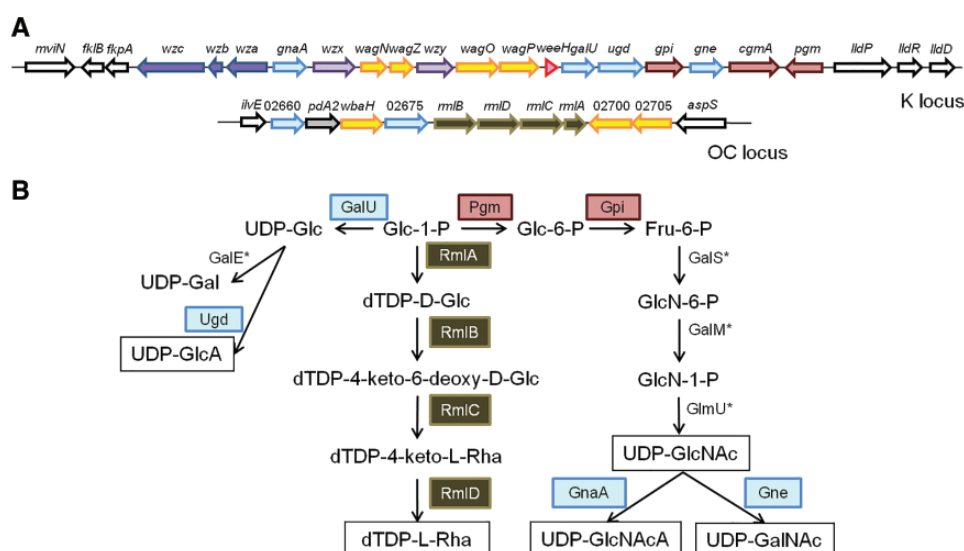 A
mviN fklB fkpA wzc wzb wza gnaA wzx wagN wagZ wzy wagO wagP weeH galU ugd gpi gne cgmA pgm lldP lldR lldD
K locus
ilvE 02660 pdA2 wbaH 02675 rmlB rmlD rmlC rmlA 02700 02705 aspS
OC locus
B
GalU Pgm Gpi
UDP-Glc Glc-1-P Glc-6-P Fru-6-P
GalE* RmlA GalS*
UDP-Gal dTDP-D-Glc GlcN-6-P
Ugd RmlB GalM*
UDP-GlcA dTDP-4-keto-6-deoxy-D-Glc GlcN-1-P
RmlC GlmU*
dTDP-4-keto-L-Rha UDP-GlcNAc
RmlD GnaA Gne
dTDP-L-Rha UDP-GlcNAcA UDP-GalNAc